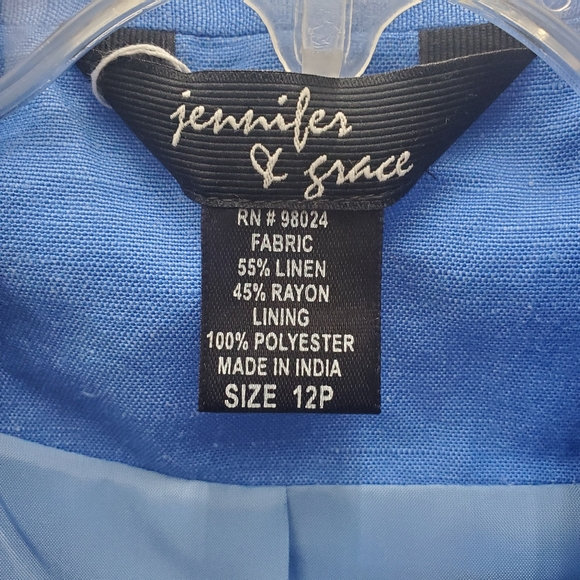 jennifer
& grace
RN # 98024
FABRIC
55% LINEN
45% RAYON
LINING
100% POLYESTER
MADE IN INDIA
SIZE 12P